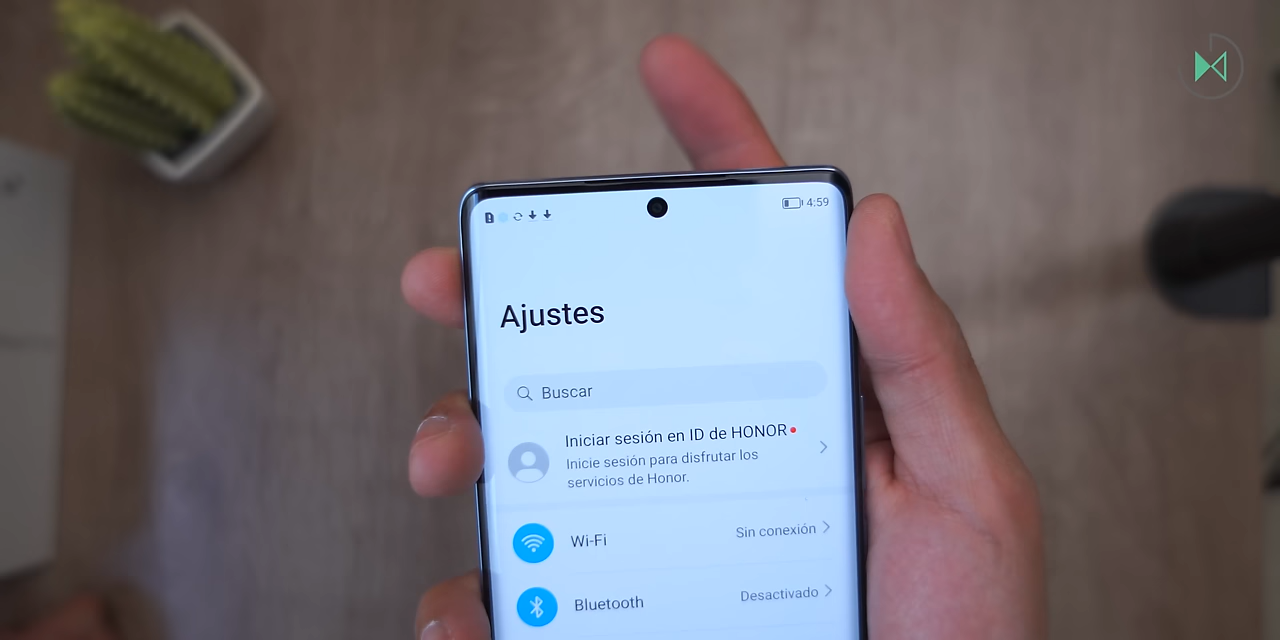 4:59
Ajustes
Buscar
Iniciar sesión en ID de HONOR
Inicie sesión para disfrutar los
servicios de Honor.
Wi-Fi
Sin conexión
Bluetooth
Desactivado